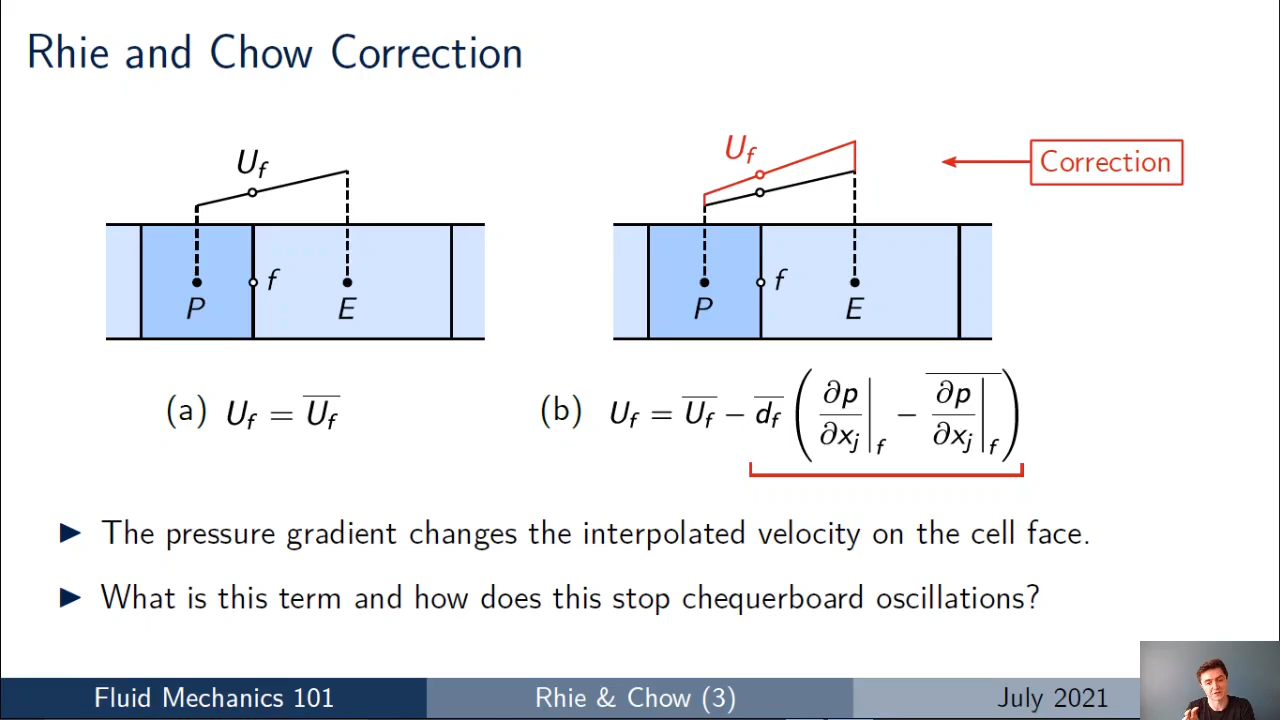 Rhie and Chow Correction
U_f
U_f
Correction
f
f
P
E
P
E
(a) U_f = \overline{U_f}
(b) U_f = \overline{U_f} − \overline{d_f} ( ∂p/∂x_j |_f − \overline{∂p/∂x_j |_f} )
▶ The pressure gradient changes the interpolated velocity on the cell face.
▶ What is this term and how does this stop chequerboard oscillations?
Fluid Mechanics 101
Rhie & Chow (3)
July 2021